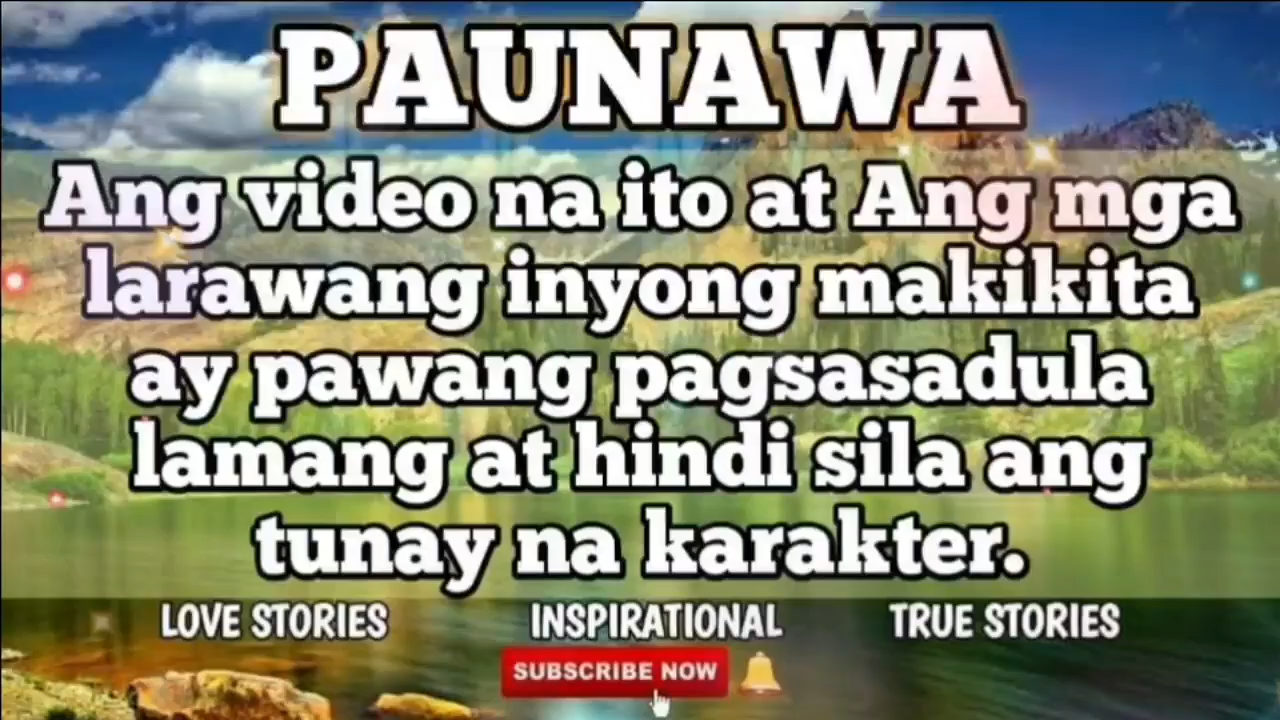 PAUNAWA
Ang video na ito at Ang mga
larawang inyong makikita
ay pawang pagsasadula
lamang at hindi sila ang
tunay na karakter.
LOVE STORIES INSPIRATIONAL TRUE STORIES
SUBSCRIBE NOW